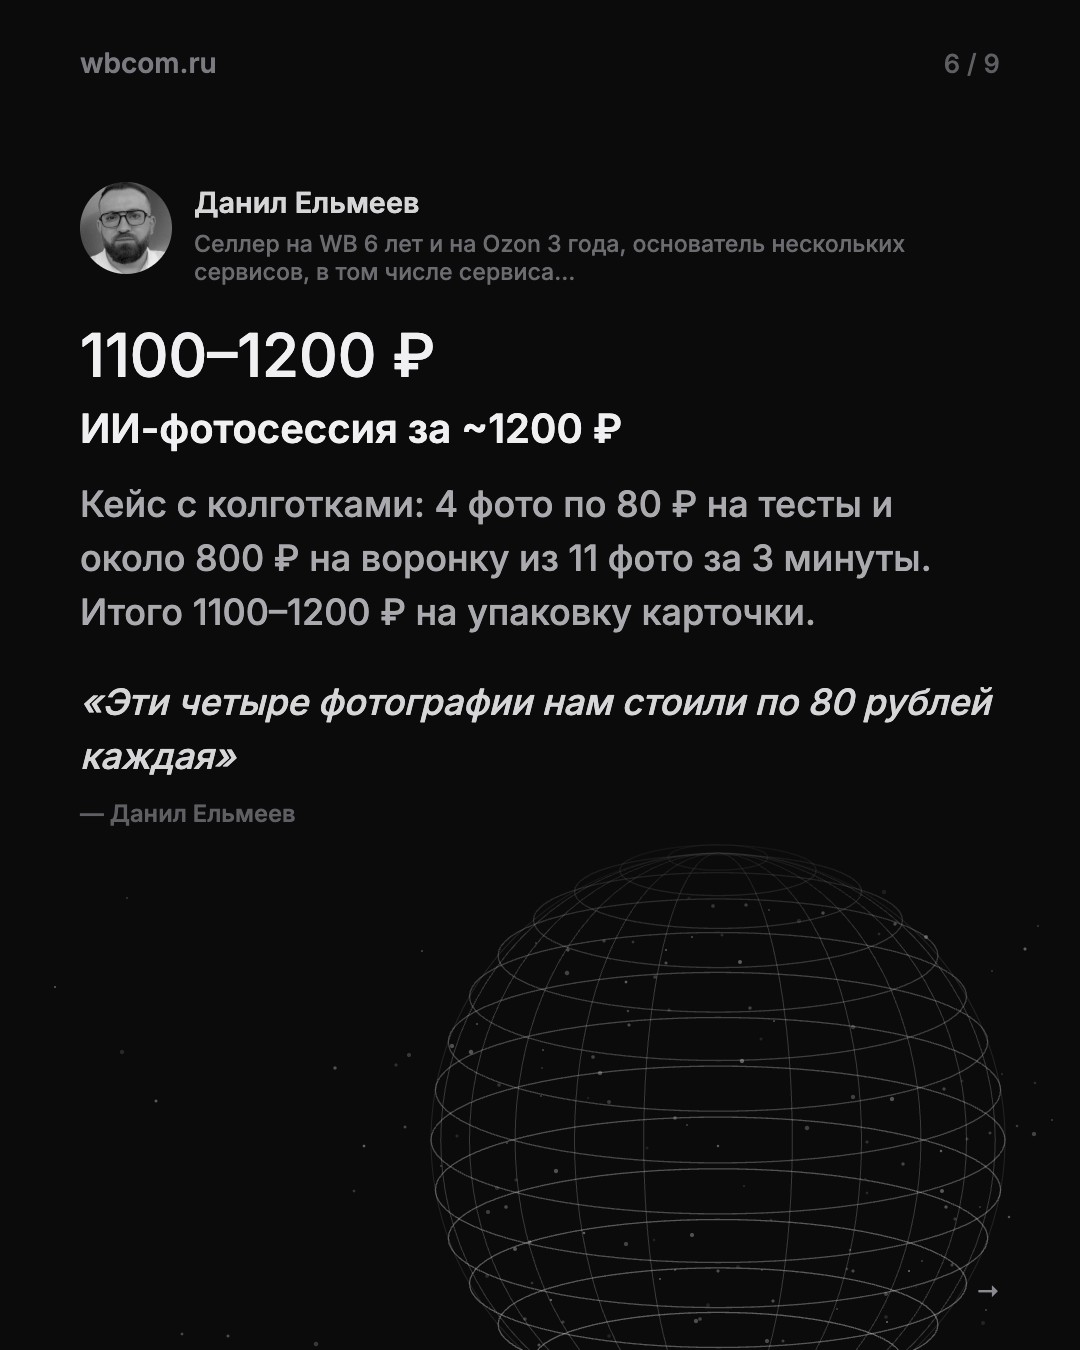 wbcom.ru
6 / 9
Данил Ельмеев
Селлер на WB 6 лет и на Ozon 3 года, основатель нескольких
сервисов, в том числе сервиса...
1100–1200 ₽
ИИ-фотосессия за ~1200 ₽
Кейс с колготками: 4 фото по 80 ₽ на тесты и
около 800 ₽ на воронку из 11 фото за 3 минуты.
Итого 1100–1200 ₽ на упаковку карточки.
«Эти четыре фотографии нам стоили по 80 рублей
каждая»
— Данил Ельмеев
→